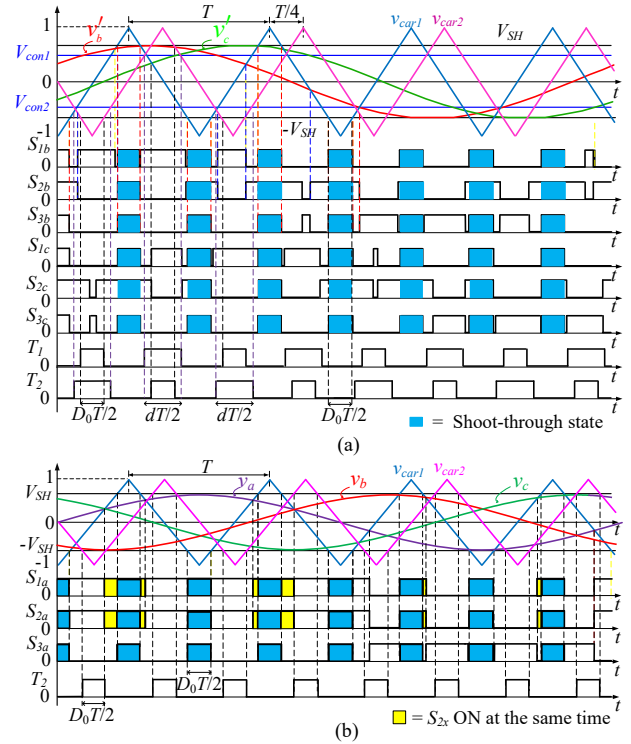 T T/4
1 v'b v'c vcar1 vcar2 VSH
Vcon1
0 t
Vcon2
-1 -VSH
S1b
0 t
S2b
0 t
S3b
0 t
S1c
0 t
S2c
0 t
S3c
0 t
T1
0 t
T2
0 t
D0T/2 dT/2 dT/2 D0T/2
= Shoot-through state
(a)
T
1 va vb vcar1 vcar2 vc
VSH
0 t
-VSH
-1
S1a
0 t
S2a
0 t
S3a
0 t
T2 D0T/2
0 t
D0T/2
= S2x ON at the same time
(b)